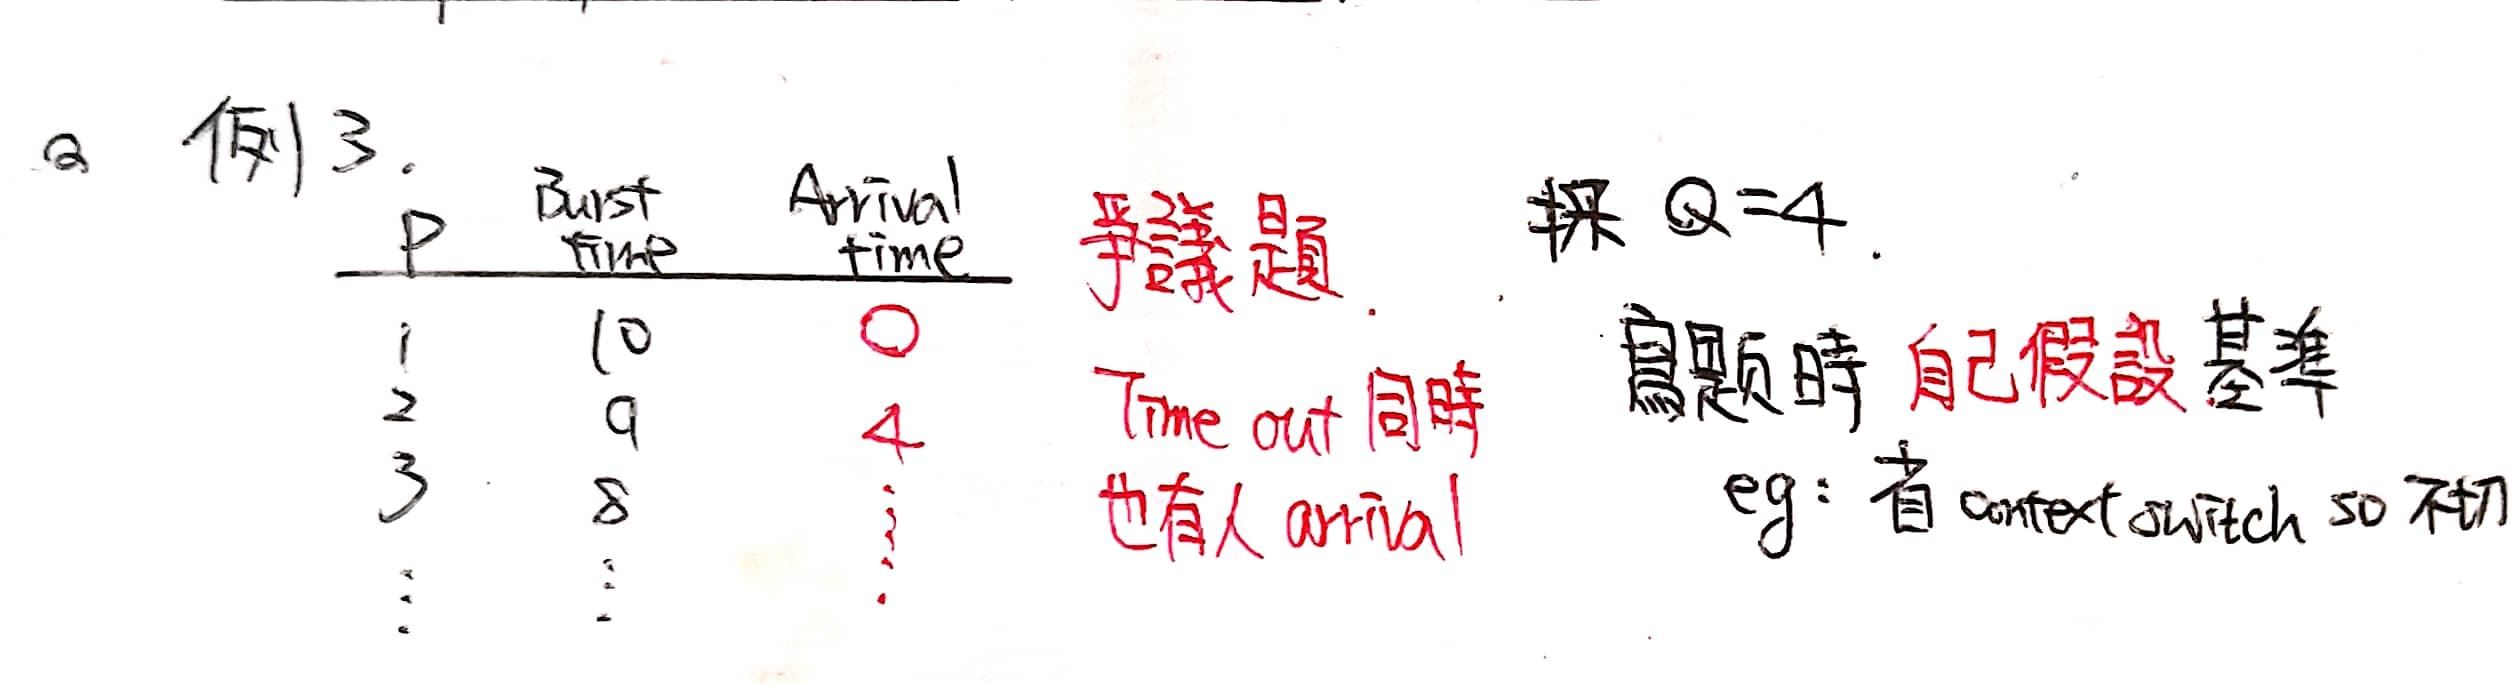 例3.
P Burst time Arrival time
1 10 0
2 9 4
3 8
爭議題.
Time out 同時
也有人 arrival
採 Q=4.
寫題時 自己假設基準
eg: 省 context switch so 不切